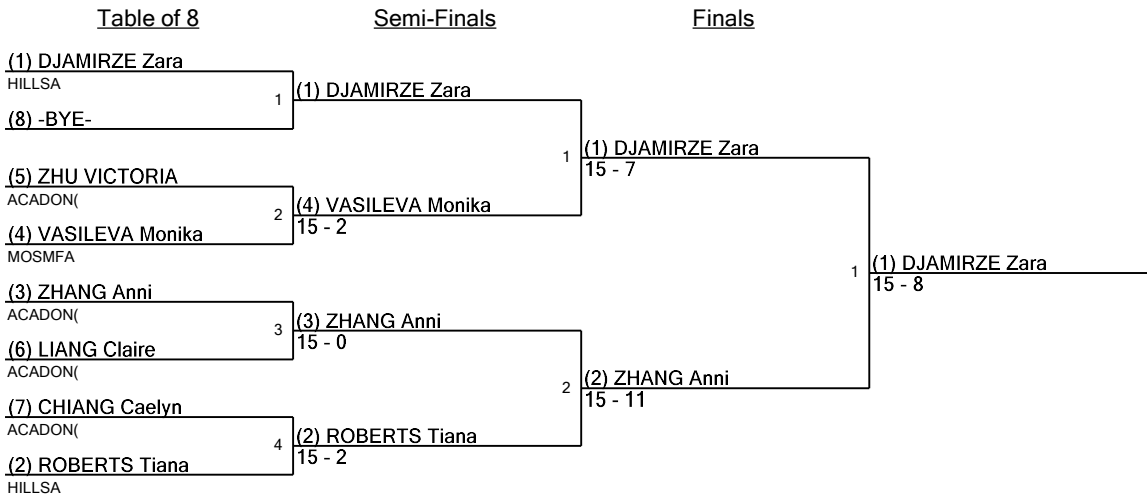 Table of 8
Semi-Finals
Finals
(1) DJAMIRZE Zara
HILLSA
1
(8) -BYE-
(5) ZHU VICTORIA
ACADON(
2
(4) VASILEVA Monika
MOSMFA
(3) ZHANG Anni
ACADON(
3
(6) LIANG Claire
ACADON(
(7) CHIANG Caelyn
ACADON(
4
(2) ROBERTS Tiana
HILLSA
(1) DJAMIRZE Zara
1
(4) VASILEVA Monika
15 - 2
(3) ZHANG Anni
15 - 0
2
(2) ROBERTS Tiana
15 - 2
(1) DJAMIRZE Zara
15 - 7
1
(2) ZHANG Anni
15 - 11
(1) DJAMIRZE Zara
15 - 8